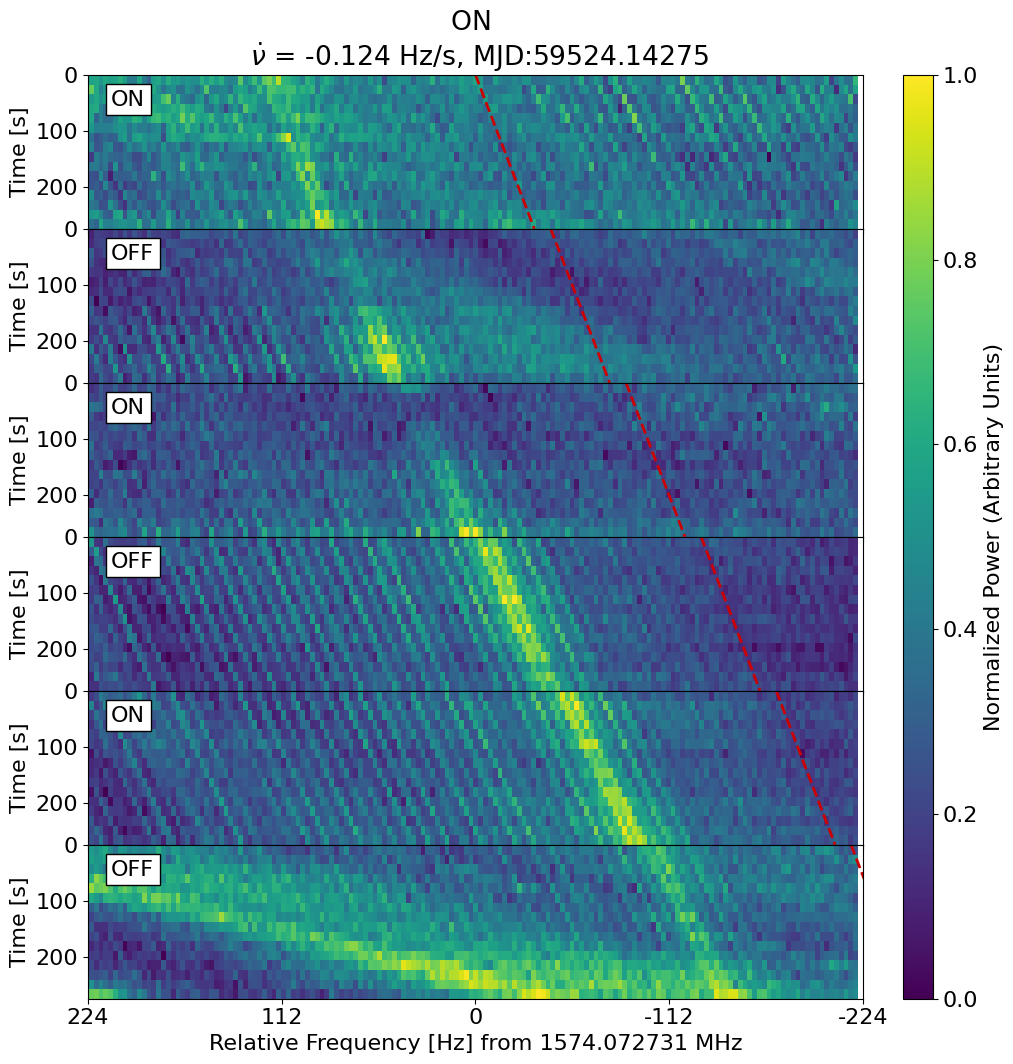 ON
ν̇ = -0.124 Hz/s, MJD:59524.14275
ON
OFF
ON
OFF
ON
OFF
Time [s]
0
100
200
Time [s]
0
100
200
Time [s]
0
100
200
Time [s]
0
100
200
Time [s]
0
100
200
Time [s]
0
100
200
224
112
0
-112
-224
Relative Frequency [Hz] from 1574.072731 MHz
1.0
0.8
0.6
0.4
0.2
0.0
Normalized Power (Arbitrary Units)